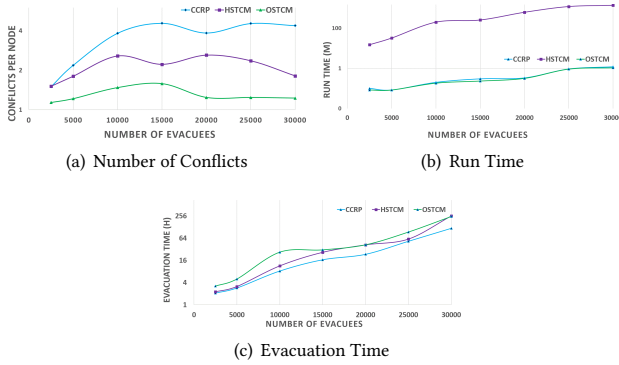 CCRP HSTCM OSTCM
CONFLICTS PER NODE
4
2
1
0 5000 10000 15000 20000 25000 30000
NUMBER OF EVACUEES
(a) Number of Conflicts
RUN TIME (M)
100
1
0
CCRP HSTCM OSTCM
0 5000 10000 15000 20000 25000 30000
NUMBER OF EVACUEES
(b) Run Time
CCRP HSTCM OSTCM
EVACUATION TIME (H)
256
64
16
4
1
0 5000 10000 15000 20000 25000 30000
NUMBER OF EVACUEES
(c) Evacuation Time